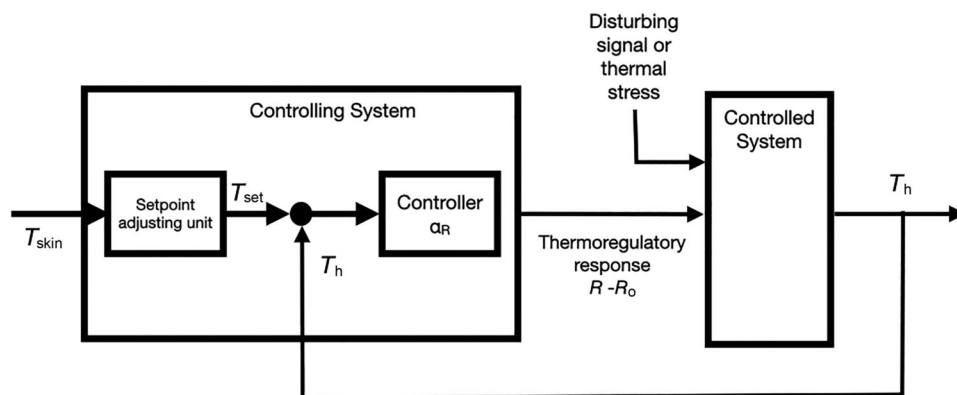 Disturbing
signal or
thermal
stress
Controlling System
Controlled
System
Setpoint
adjusting unit
T_set
Controller
α_R
T_h
T_skin
T_h
Thermoregulatory
response
R -R_o